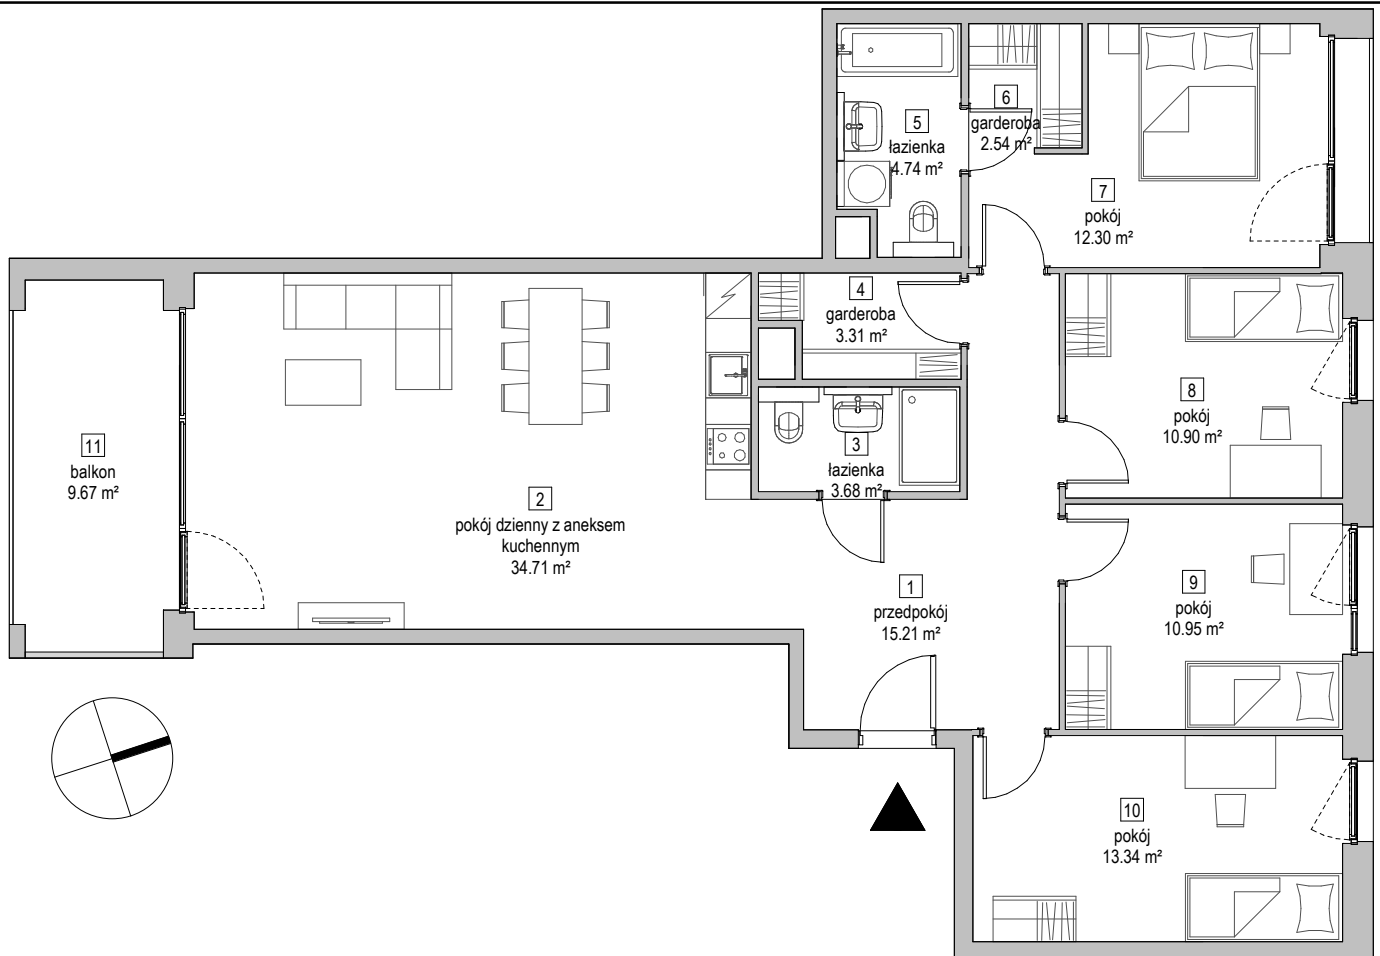 1
przedpokój
15.21 m²
2
pokój dzienny z aneksem
kuchennym
34.71 m²
3
łazienka
3.68 m²
4
garderoba
3.31 m²
5
łazienka
4.74 m²
6
garderoba
2.54 m²
7
pokój
12.30 m²
8
pokój
10.90 m²
9
pokój
10.95 m²
10
pokój
13.34 m²
11
balkon
9.67 m²